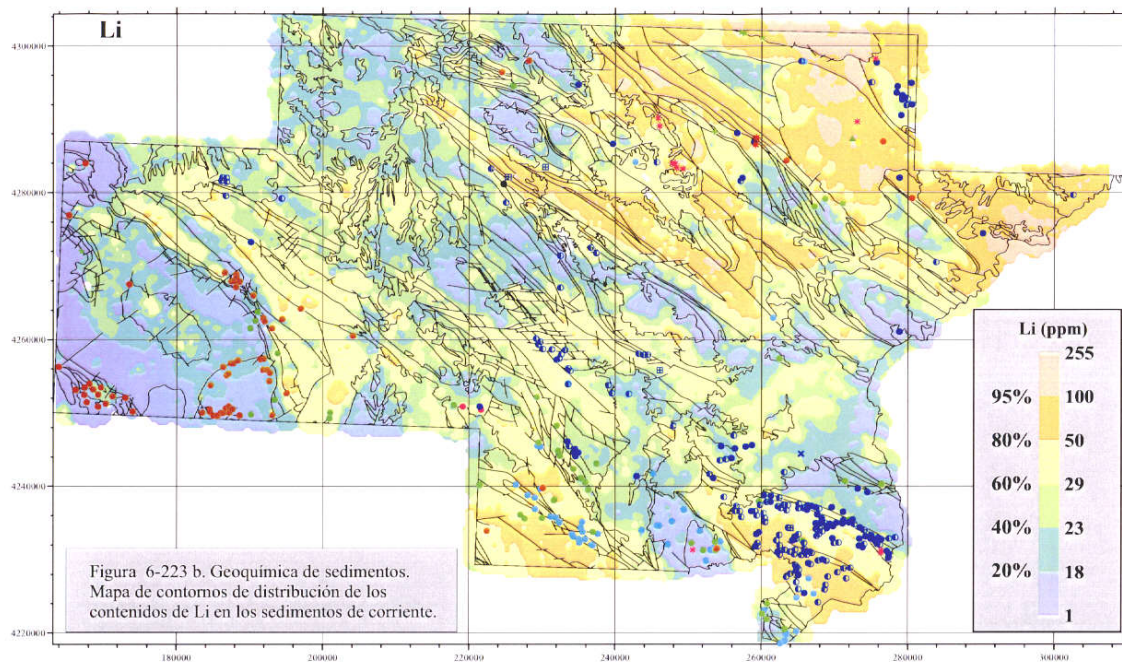 Li
4300000
4280000
4260000
4240000
4220000
180000 200000 220000 240000 260000 280000 300000
Li (ppm)
255
95% 100
80% 50
60% 29
40% 23
20% 18
1
Figura 6-223 b. Geoquímica de sedimentos.
Mapa de contornos de distribución de los
contenidos de Li en los sedimentos de corriente.